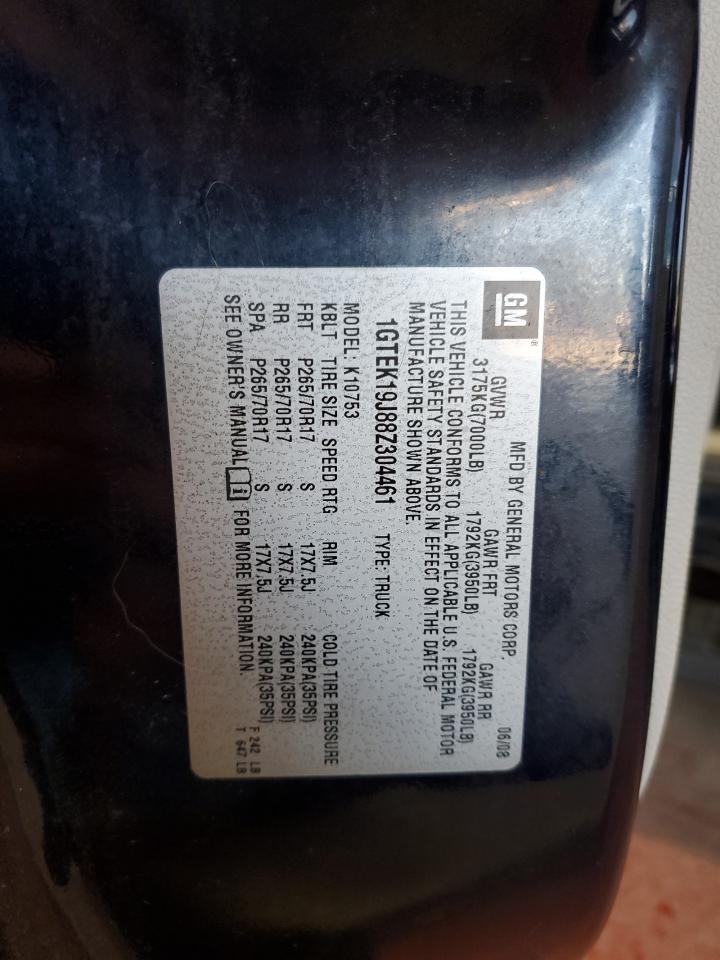 GM ®
MFD BY GENERAL MOTORS CORP 06/08
GVWR GAWR FRT GAWR RR
3175KG(7000LB) 1792KG(3950LB) 1792KG(3950LB)
THIS VEHICLE CONFORMS TO ALL APPLICABLE U.S. FEDERAL MOTOR
VEHICLE SAFETY STANDARDS IN EFFECT ON THE DATE OF
MANUFACTURE SHOWN ABOVE.
1GTEK19J88Z304461 TYPE: TRUCK
MODEL: K10753
KBLT TIRE SIZE SPEED RTG RIM COLD TIRE PRESSURE
FRT P265/70R17 S 17X7.5J 240KPA(35PSI)
RR P265/70R17 S 17X7.5J 240KPA(35PSI)
SPA P265/70R17 S 17X7.5J 240KPA(35PSI) F 242 LB
SEE OWNER'S MANUAL i FOR MORE INFORMATION. T 647 LB